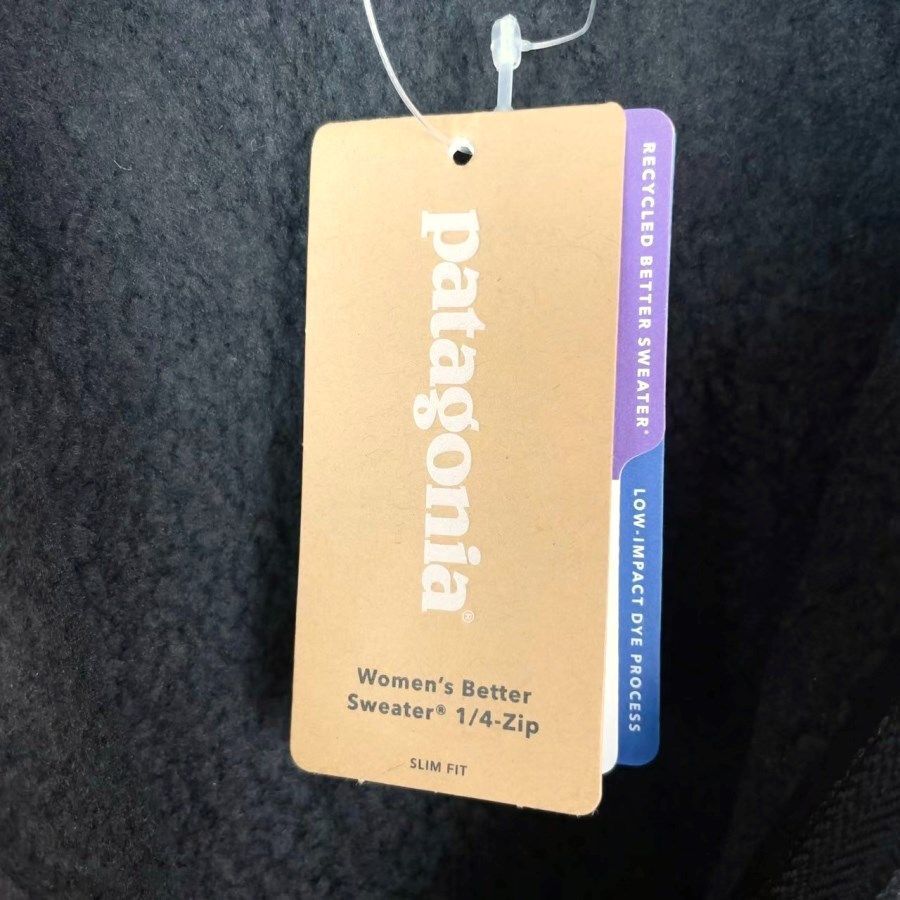 patagonia®
Women's Better
Sweater® 1/4-Zip
SLIM FIT
RECYCLED BETTER SWEATER®
LOW-IMPACT DYE PROCESS